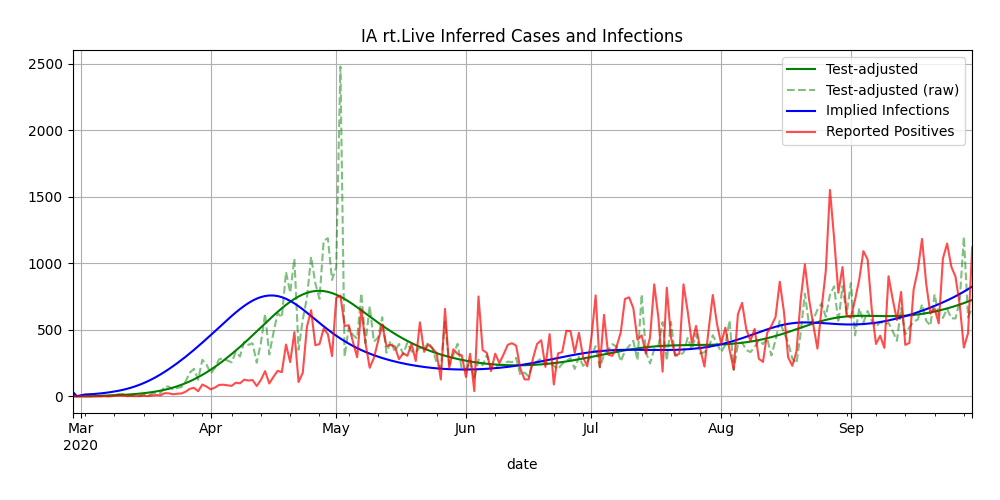 IA rt.Live Inferred Cases and Infections
2500
2000
1500
1000
500
0
Test-adjusted
Test-adjusted (raw)
Implied Infections
Reported Positives
Mar
2020
Apr
May
Jun
Jul
Aug
Sep
date